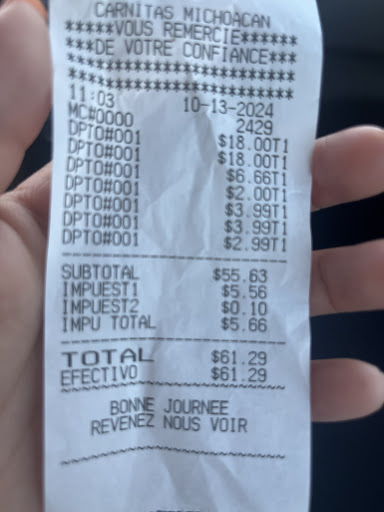 CARNITAS MICHOACAN
*****VOUS REMERCIE*****
***DE VOTRE CONFIANCE***
************************
************************
11:03 10-13-2024
MC#0000 2429
DPTO#001 $18.00T1
DPTO#001 $18.00T1
DPTO#001 $6.66T1
DPTO#001 $2.00T1
DPTO#001 $3.99T1
DPTO#001 $3.99T1
DPTO#001 $2.99T1
SUBTOTAL $55.63
IMPUEST1 $5.56
IMPUEST2 $0.10
IMPU TOTAL $5.66
TOTAL $61.29
EFECTIVO $61.29
BONNE JOURNEE
REVENEZ NOUS VOIR